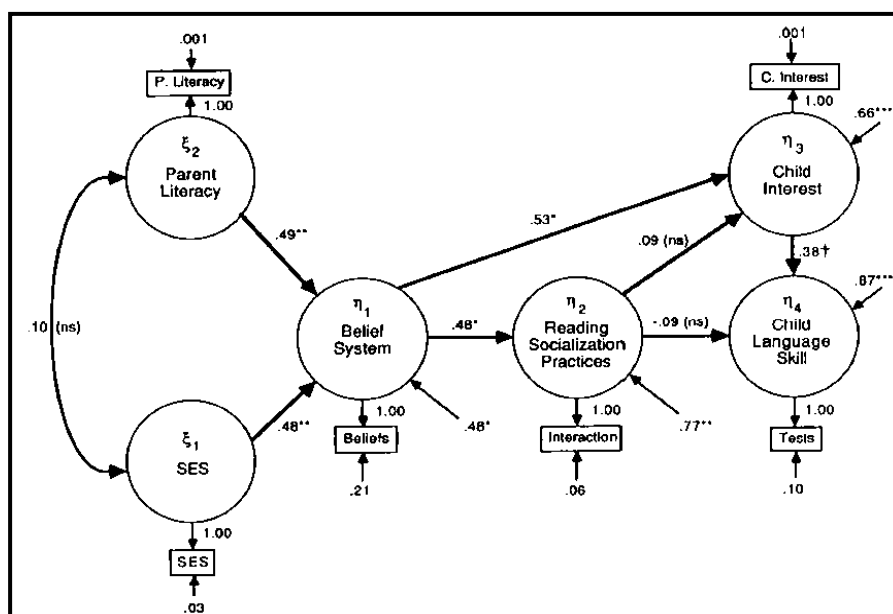 .001
P. Literacy
1.00
ξ2
Parent
Literacy
.49**
.10 (ns)
ξ1
SES
.48**
1.00
SES
.03
η1
Belief
System
1.00
Beliefs
.21
.48*
.48*
.53*
η2
Reading
Socialization
Practices
1.00
Interaction
.06
.77**
.09 (ns)
-.09 (ns)
.001
C. Interest
1.00
.66***
η3
Child
Interest
.38†
.87***
η4
Child
Language
Skill
1.00
Tests
.10